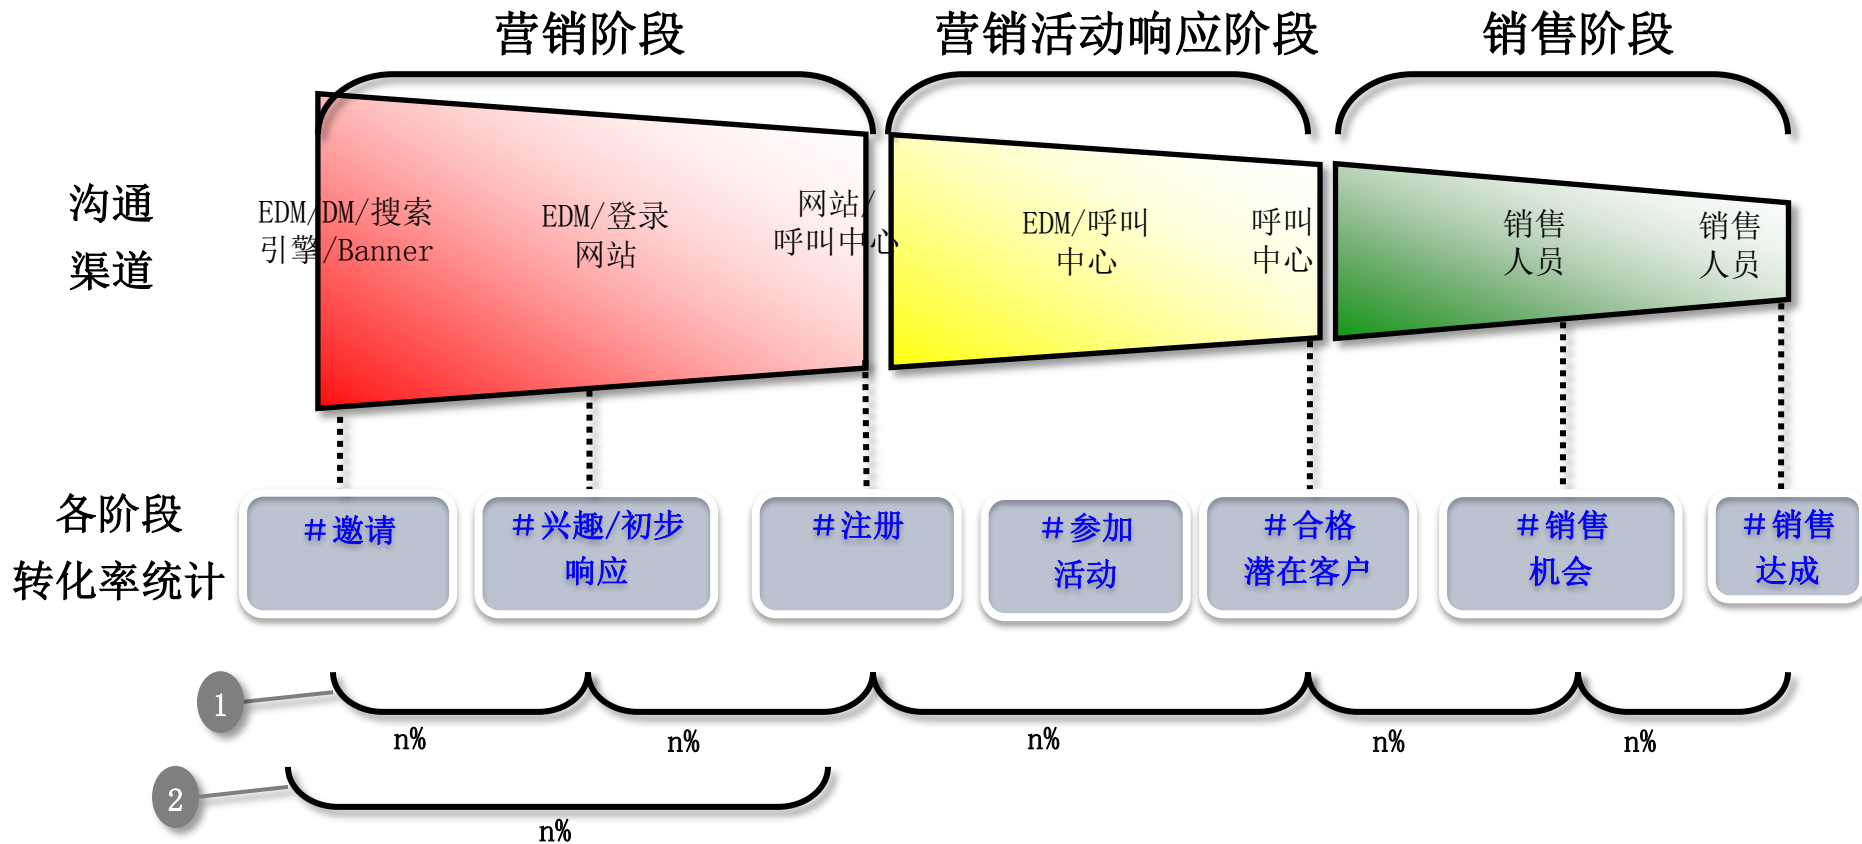 营销阶段
营销活动响应阶段
销售阶段
沟通
渠道
EDM/DM/搜索
引擎/Banner
EDM/登录
网站
网站/
呼叫中心
EDM/呼叫
中心
呼叫
中心
销售
人员
销售
人员
各阶段
转化率统计
＃邀请
＃兴趣/初步
响应
＃注册
＃参加
活动
＃合格
潜在客户
＃销售
机会
＃销售
达成
1
n%
n%
n%
n%
n%
2
n%